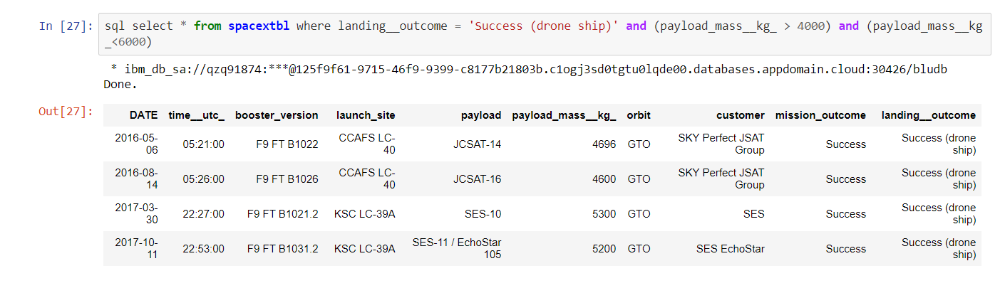 In [27]: sql select * from spacextbl where landing__outcome = 'Success (drone ship)' and (payload_mass__kg_ > 4000) and (payload_mass__kg
_<6000)
* ibm_db_sa://qzq91874:***@125f9f61-9715-46f9-9399-c8177b21803b.c1ogj3sd0tgtu0lqde00.databases.appdomain.cloud:30426/bludb
Done.
Out[27]:
DATE time__utc_ booster_version launch_site payload payload_mass__kg_ orbit customer mission_outcome landing__outcome
2016-05-06 05:21:00 F9 FT B1022 CCAFS LC-40 JCSAT-14 4696 GTO SKY Perfect JSAT Group Success Success (drone ship)
2016-08-14 05:26:00 F9 FT B1026 CCAFS LC-40 JCSAT-16 4600 GTO SKY Perfect JSAT Group Success Success (drone ship)
2017-03-30 22:27:00 F9 FT B1021.2 KSC LC-39A SES-10 5300 GTO SES Success Success (drone ship)
2017-10-11 22:53:00 F9 FT B1031.2 KSC LC-39A SES-11 / EchoStar 105 5200 GTO SES EchoStar Success Success (drone ship)